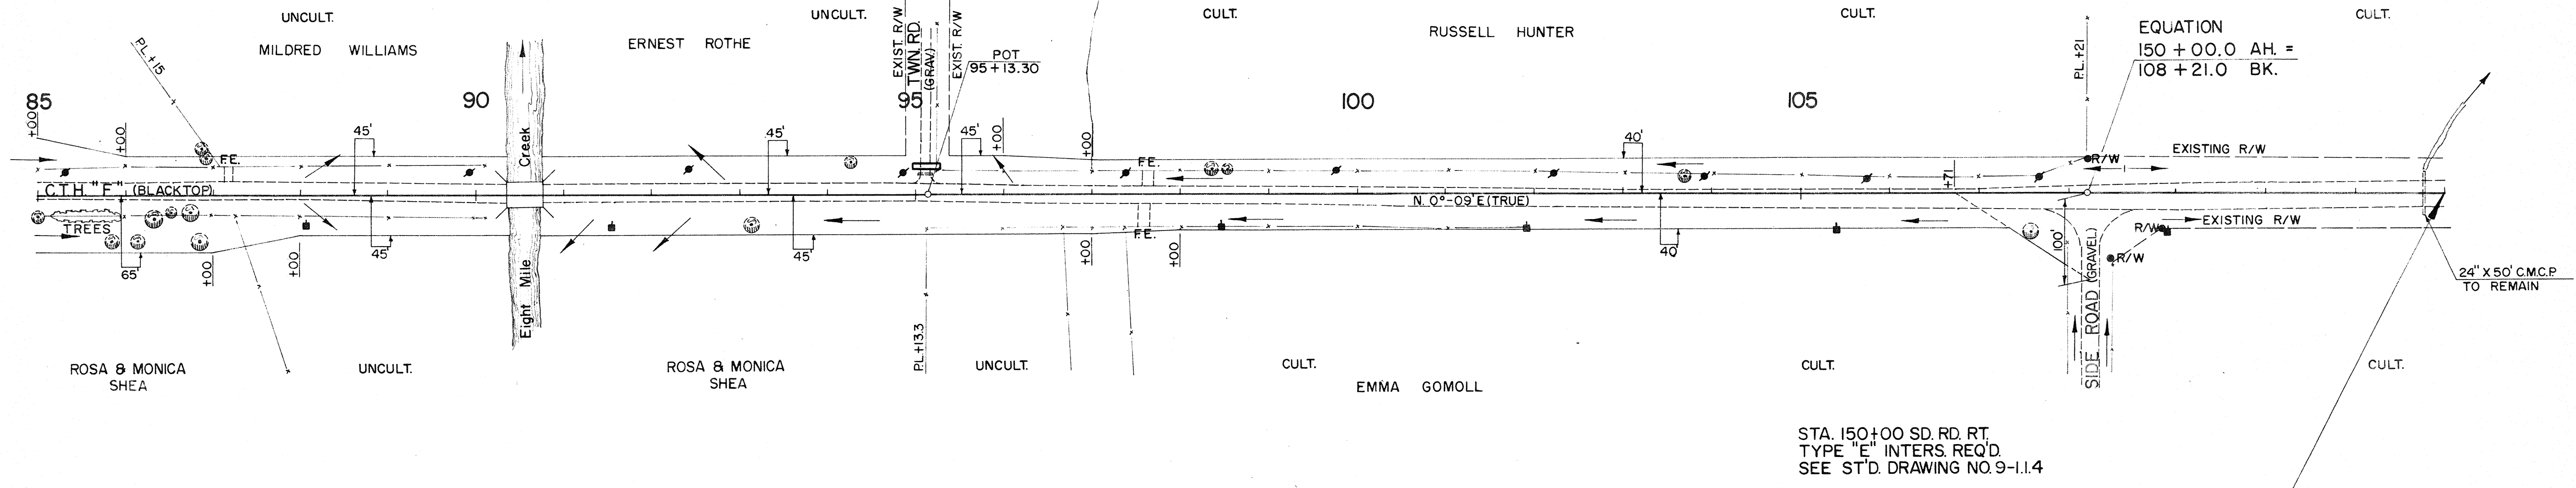 UNCULT.
UNCULT.
CULT.
CULT.
CULT.
MILDRED WILLIAMS
ERNEST ROTHE
RUSSELL HUNTER
P.L.+15
EXIST. R/W
TWN. RD.
(GRAV.)
EXIST. R/W
POT
95+13.30
P.L.+21
EQUATION
150+00.0 AH. =
108+21.0 BK.
85
90
95
100
105
+00
+00
45'
Creek
45'
45'
+00
+00
40'
+71
F.E.
F.E.
R/W
EXISTING R/W
C.T.H. "F" (BLACKTOP)
N. 0°-09' E (TRUE)
TREES
F.E.
R/W
EXISTING R/W
R/W
65'
+00
+00
45'
Eight Mile
45'
+00
+00
40'
100'
SIDE ROAD (GRAVEL)
24" X 50' C.M.C.P.
TO REMAIN
P.L.+13.3
ROSA & MONICA
SHEA
UNCULT.
ROSA & MONICA
SHEA
UNCULT.
CULT.
EMMA GOMOLL
CULT.
CULT.
STA. 150+00 SD. RD. RT.
TYPE "E" INTERS. REQ'D.
SEE ST'D. DRAWING NO. 9-1.1.4